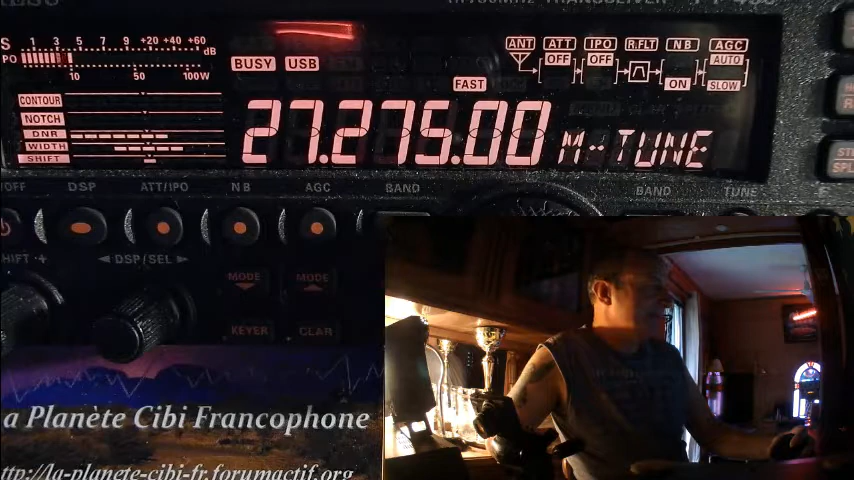 TRANSCEIVER
S 1 3 5 7 9 +20 +40 +60 dB
PO 10 50 100W
BUSY USB
FAST
ANT ATT IPO R.FLT NB AGC
OFF OFF AUTO
ON SLOW
CONTOUR
NOTCH
DNR
WIDTH
SHIFT
27.275.00 M-TUNE
/OFF DSP ATT/IPO NB AGC BAND BAND TUNE
SHIFT DSP/SEL
MODE MODE
KEYER CLAR
a Planète Cibi Francophone
ttp://la-planete-cibi-fr.forumactif.org